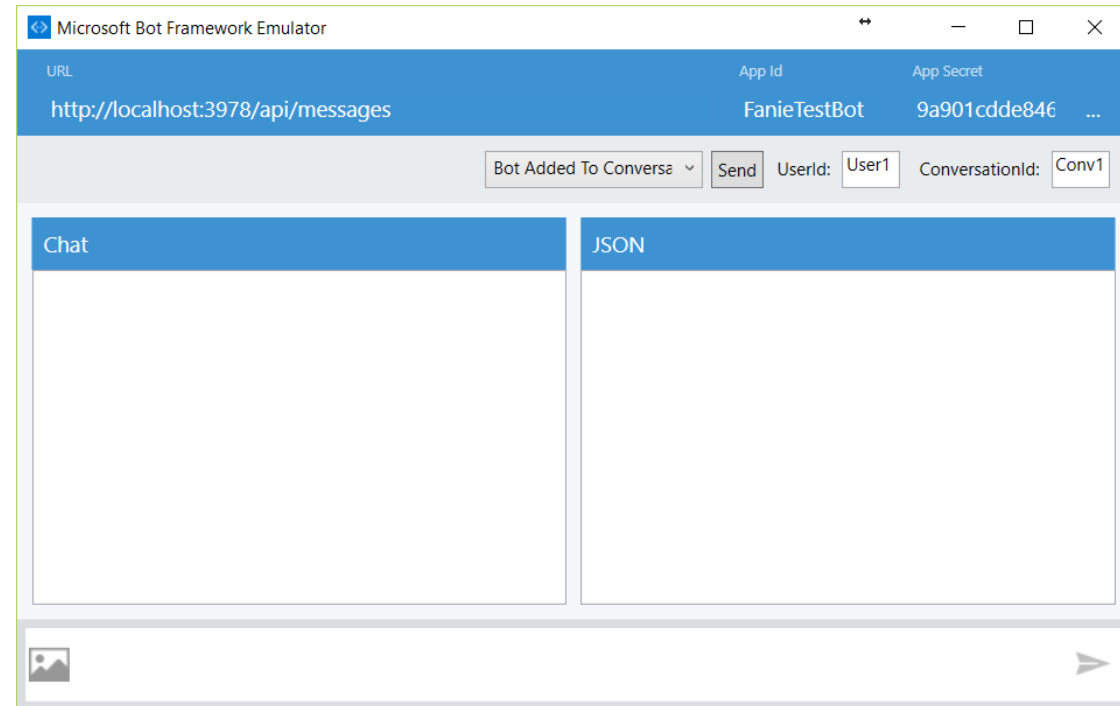 Microsoft Bot Framework Emulator
URL App Id App Secret
http://localhost:3978/api/messages FanieTestBot 9a901cdde846 ...
Bot Added To Conversa Send UserId: User1 ConversationId: Conv1
Chat JSON